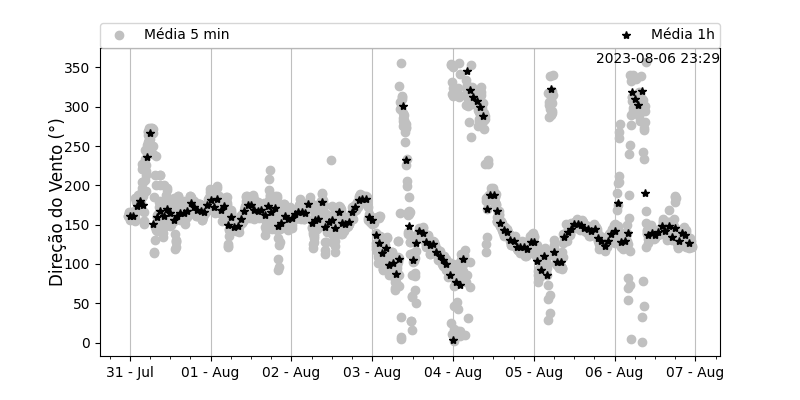 Média 5 min
Média 1h
2023-08-06 23:29
Direção do Vento (°)
350
300
250
200
150
100
50
0
31 - Jul
01 - Aug
02 - Aug
03 - Aug
04 - Aug
05 - Aug
06 - Aug
07 - Aug